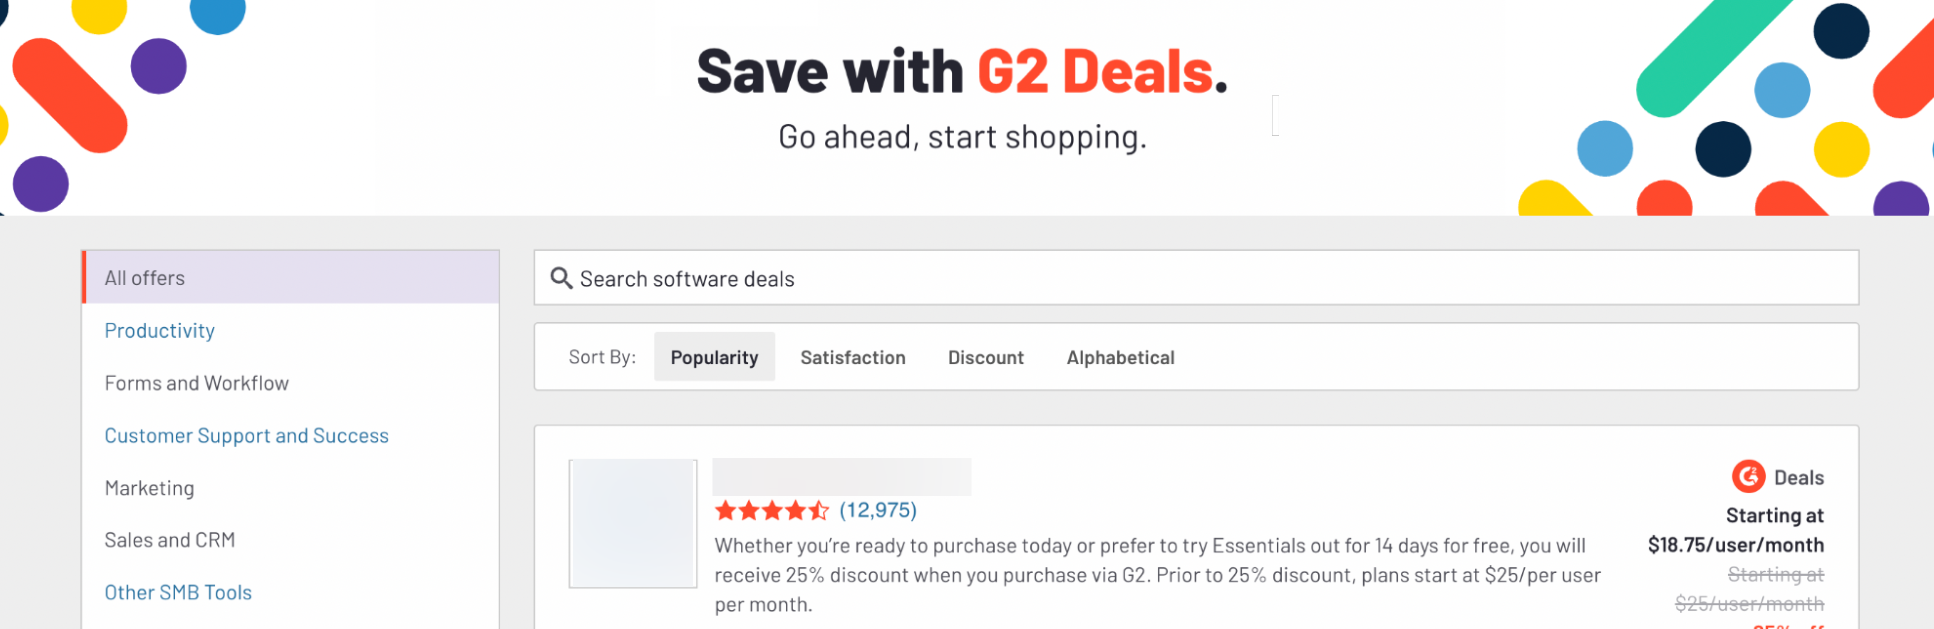 Save with G2 Deals.
Go ahead, start shopping.
All offers
Productivity
Forms and Workflow
Customer Support and Success
Marketing
Sales and CRM
Other SMB Tools
Search software deals
Sort By: Popularity Satisfaction Discount Alphabetical
(12,975)
Whether you're ready to purchase today or prefer to try Essentials out for 14 days for free, you will
receive 25% discount when you purchase via G2. Prior to 25% discount, plans start at $25/per user
per month.
Deals
Starting at
$18.75/user/month
Starting at
$25/user/month